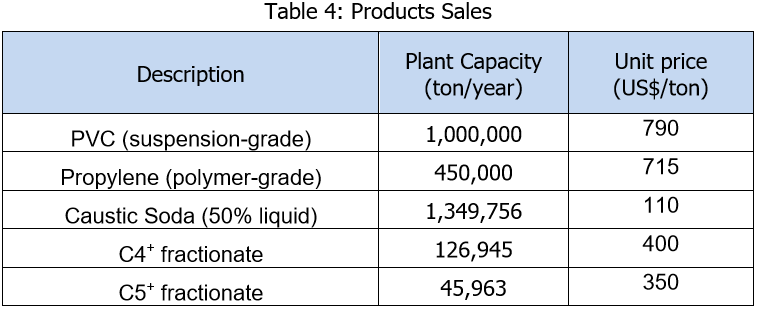 Table 4: Products Sales
Description Plant Capacity (ton/year) Unit price (US$/ton)
PVC (suspension-grade) 1,000,000 790
Propylene (polymer-grade) 450,000 715
Caustic Soda (50% liquid) 1,349,756 110
C4⁺ fractionate 126,945 400
C5⁺ fractionate 45,963 350